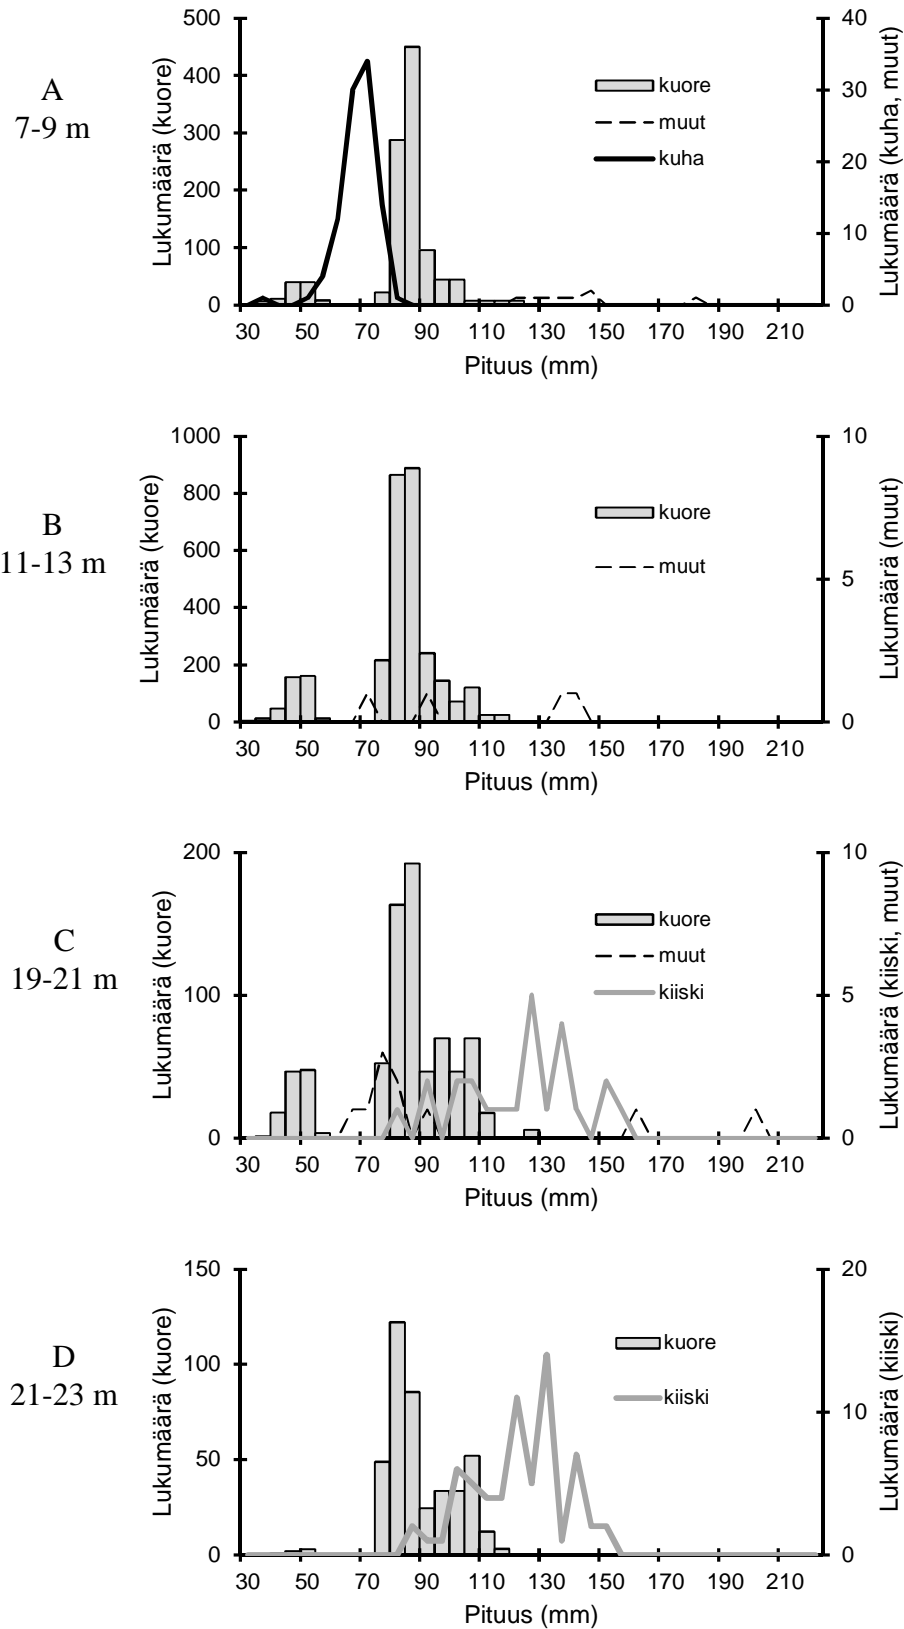 A
7-9 m
Lukumäärä (kuore)
500
400
300
200
100
0
kuore
muut
kuha
40
30
20
10
0
Lukumäärä (kuha, muut)
30 50 70 90 110 130 150 170 190 210
Pituus (mm)
B
11-13 m
Lukumäärä (kuore)
1000
800
600
400
200
0
kuore
muut
10
5
0
Lukumäärä (muut)
30 50 70 90 110 130 150 170 190 210
Pituus (mm)
C
19-21 m
Lukumäärä (kuore)
200
100
0
kuore
muut
kiiski
10
5
0
Lukumäärä (kiiski, muut)
30 50 70 90 110 130 150 170 190 210
Pituus (mm)
D
21-23 m
Lukumäärä (kuore)
150
100
50
0
kuore
kiiski
20
10
0
Lukumäärä (kiiski)
30 50 70 90 110 130 150 170 190 210
Pituus (mm)